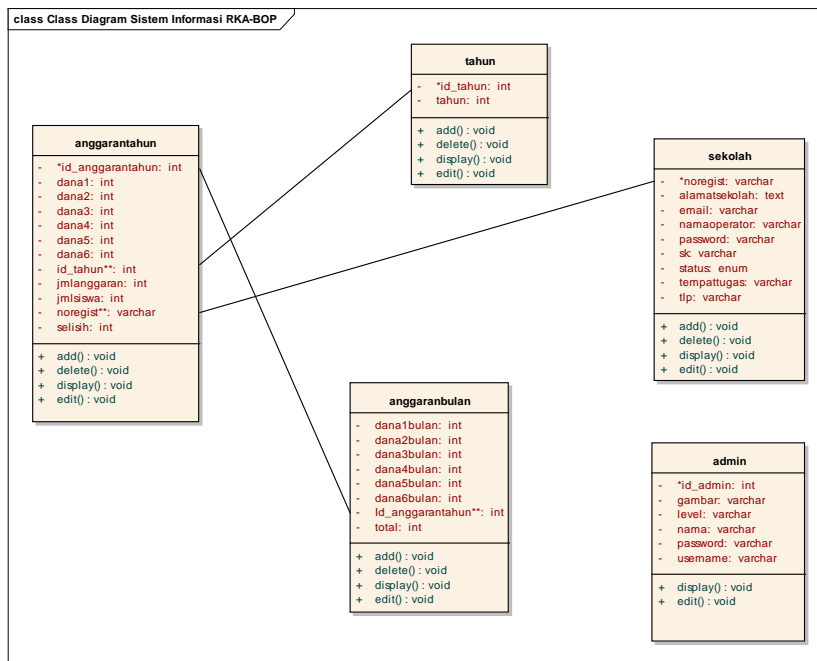 class Class Diagram Sistem Informasi RKA-BOP
tahun
- *id_tahun: int
- tahun: int
+ add() : void
+ delete() : void
+ display() : void
+ edit() : void
anggarantahun
- *id_anggarantahun: int
- dana1: int
- dana2: int
- dana3: int
- dana4: int
- dana5: int
- dana6: int
- id_tahun**: int
- jmlanggaran: int
- jmlsiswa: int
- noregist**: varchar
- selisih: int
+ add() : void
+ delete() : void
+ display() : void
+ edit() : void
sekolah
- *noregist: varchar
- alamatsekolah: text
- email: varchar
- namaoperator: varchar
- password: varchar
- sk: varchar
- status: enum
- tempattugas: varchar
- tlp: varchar
+ add() : void
+ delete() : void
+ display() : void
+ edit() : void
anggaranbulan
- dana1bulan: int
- dana2bulan: int
- dana3bulan: int
- dana4bulan: int
- dana5bulan: int
- dana6bulan: int
- Id_anggarantahun**: int
- total: int
+ add() : void
+ delete() : void
+ display() : void
+ edit() : void
admin
- *id_admin: int
- gambar: varchar
- level: varchar
- nama: varchar
- password: varchar
- username: varchar
+ display() : void
+ edit() : void